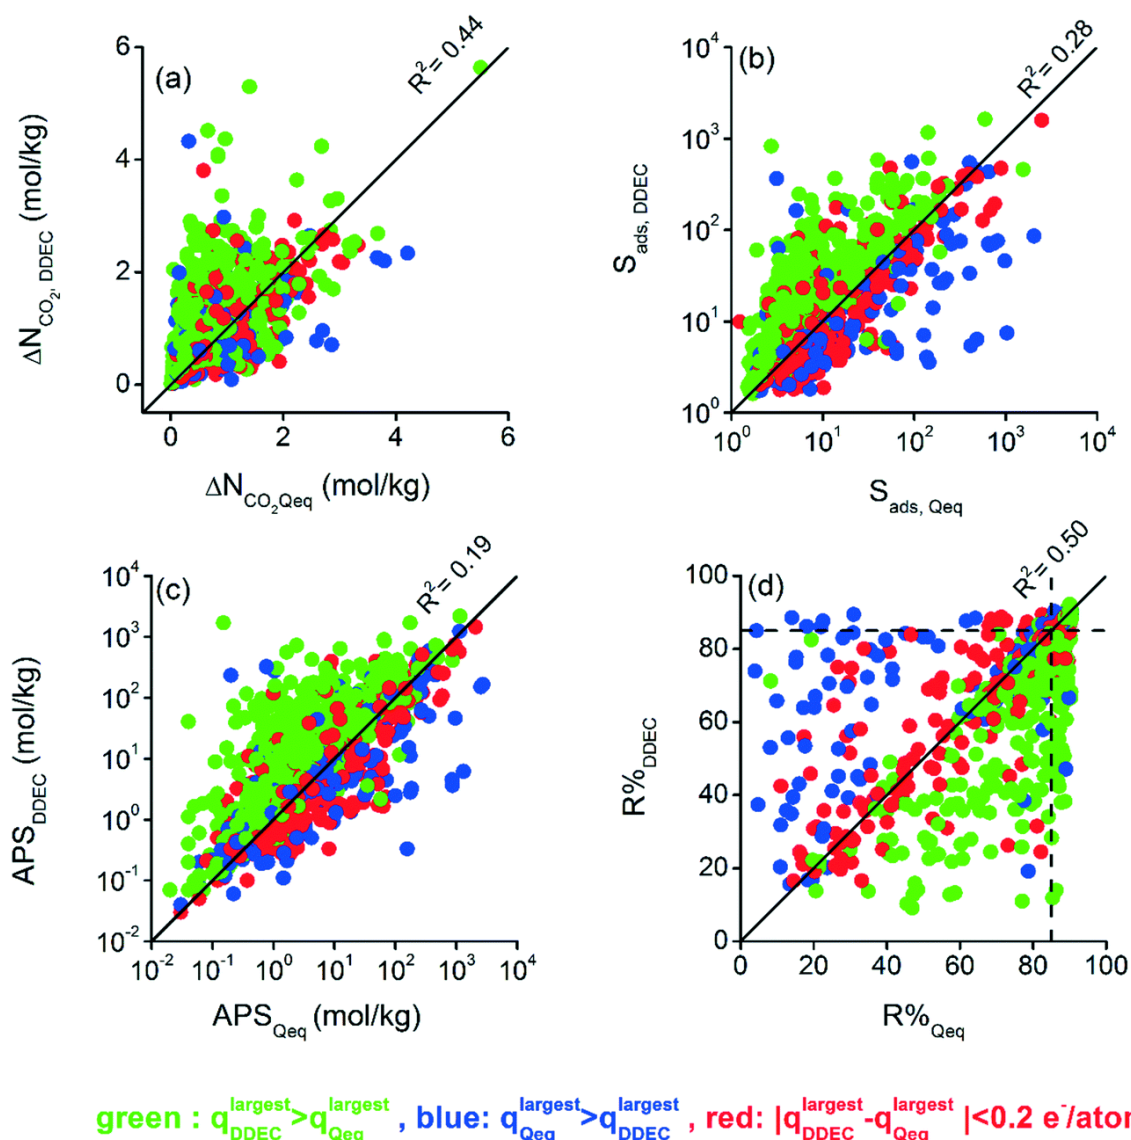 (a)
R²= 0.44
6
4
2
0
0 2 4 6
ΔN_CO₂, DDEC (mol/kg)
ΔN_CO₂Qeq (mol/kg)
(b)
R²= 0.28
10⁴
10³
10²
10¹
10⁰
10⁰ 10¹ 10² 10³ 10⁴
S_ads, DDEC
S_ads, Qeq
(c)
R²= 0.19
10⁴
10³
10²
10¹
10⁰
10⁻¹
10⁻²
10⁻² 10⁻¹ 10⁰ 10¹ 10² 10³ 10⁴
APS_DDEC (mol/kg)
APS_Qeq (mol/kg)
(d)
R²= 0.50
100
80
60
40
20
0
0 20 40 60 80 100
R%_DDEC
R%_Qeq
green : q_DDEC^largest>q_Qeq^largest , blue: q_Qeq^largest>q_DDEC^largest , red: |q_DDEC^largest-q_Qeq^largest |<0.2 e⁻/ator